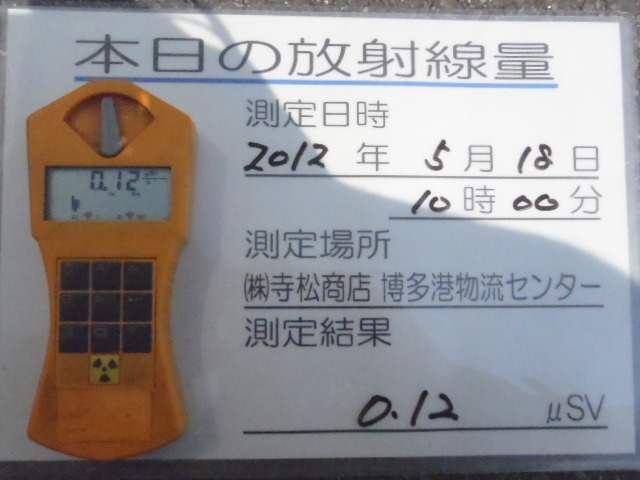 本日の放射線量
測定日時
2012 年 5 月 18 日
10 時 00 分
測定場所
㈱寺松商店 博多港物流センター
測定結果
0.12 μSV
0.12